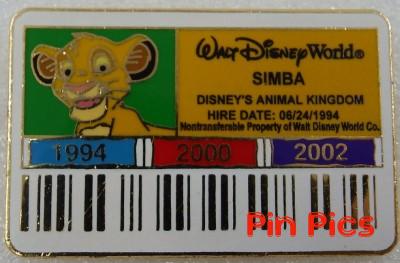 Walt Disney World®
SIMBA
DISNEY'S ANIMAL KINGDOM
HIRE DATE: 06/24/1994
Nontransferable Property of Walt Disney World Co.
1994 2000 2002
Pin Pics